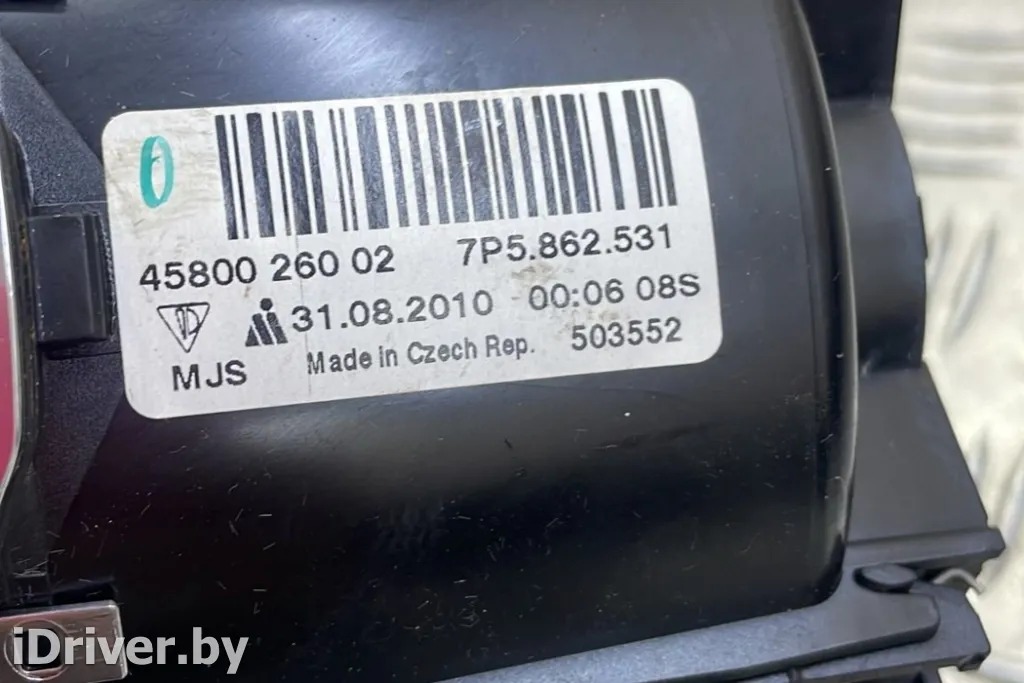 0
45800 260 02 7P5.862.531
31.08.2010 00:06 08S
MJS Made in Czech Rep. 503552
iDriver.by